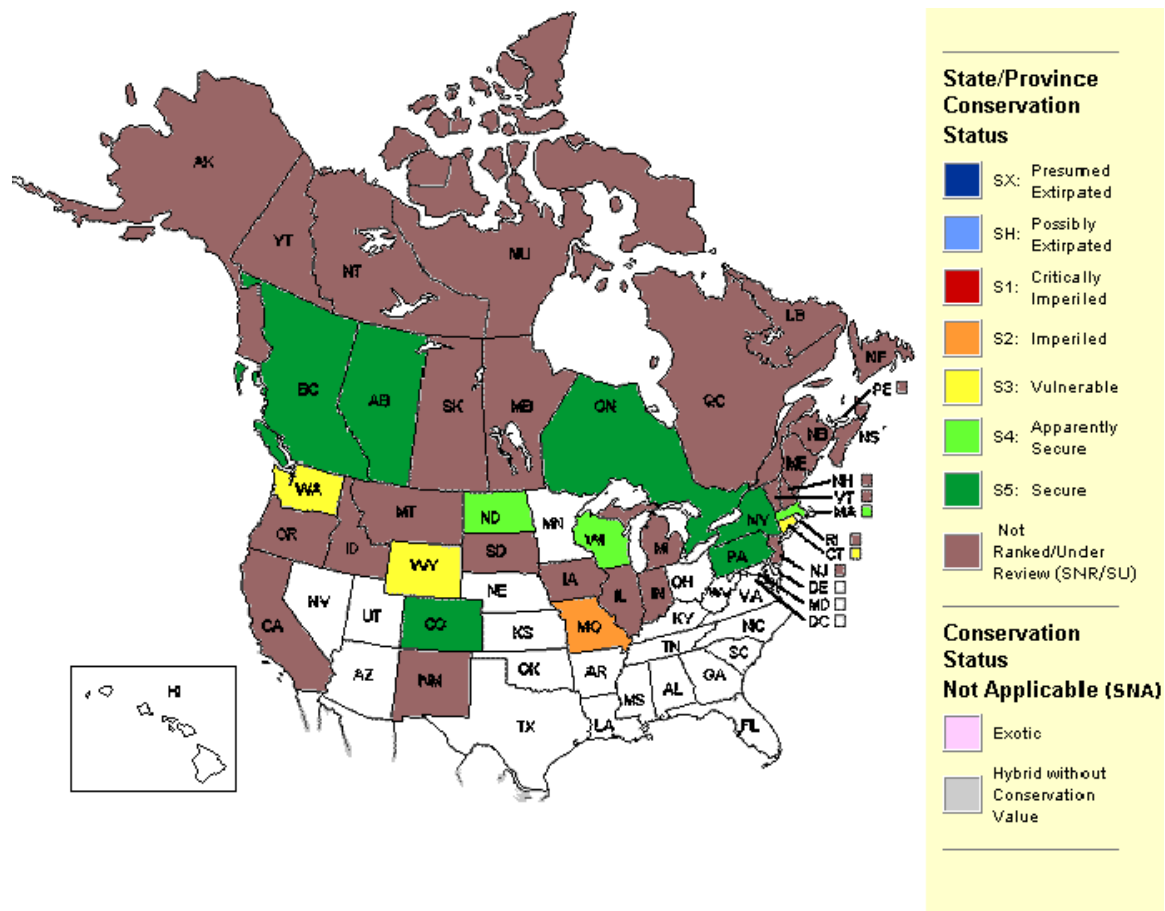 AK
YT
NT
NU
BC
AB
SK
MB
ON
QC
LB
NF
PE
NB
NS
ME
NH
VT
MA
RI
CT
NJ
DE
MD
DC
WA
OR
ID
MT
ND
MN
WI
MI
NY
PA
WY
SD
IA
IL
IN
OH
WV
VA
NV
UT
CO
NE
KS
MO
KY
CA
AZ
NM
OK
AR
TN
NC
SC
TX
LA
MS
AL
GA
FL
HI
State/Province
Conservation
Status
SX: Presumed
Extirpated
SH: Possibly
Extirpated
S1: Critically
Imperiled
S2: Imperiled
S3: Vulnerable
S4: Apparently
Secure
S5: Secure
Not
Ranked/Under
Review (SNR/SU)
Conservation
Status
Not Applicable (SNA)
Exotic
Hybrid without
Conservation
Value